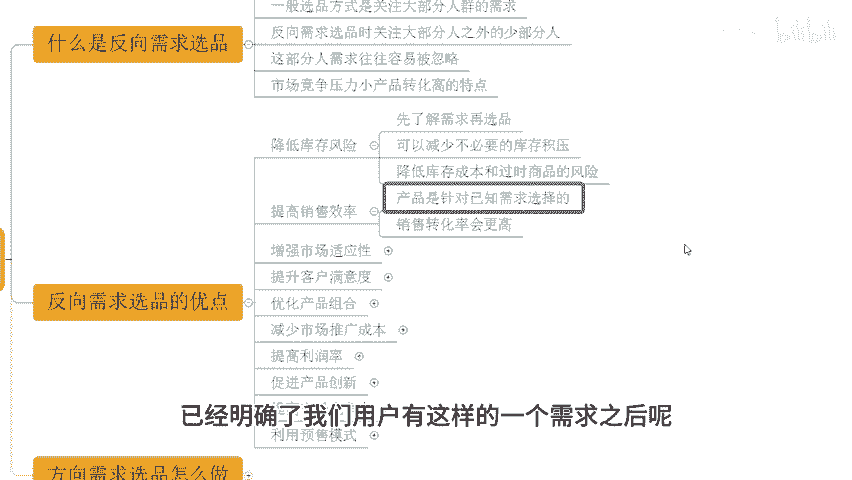 一般选品方式是关注大部分人群的需求
什么是反向需求选品
反向需求选品时关注大部分人之外的少部分人
这部分人需求往往容易被忽略
市场竞争压力小产品转化高的特点
先了解需求再选品
降低库存风险
可以减少不必要的库存积压
降低库存成本和过时商品的风险
产品是针对已知需求选择的
提高销售效率
销售转化率会更高
增强市场适应性
提升客户满意度
反向需求选品的优点
优化产品组合
减少市场推广成本
提高利润率
促进产品创新
已经明确了我们用户有这样的一个需求之后呢
利用预售模式
方向需求选品怎么做
bilibili